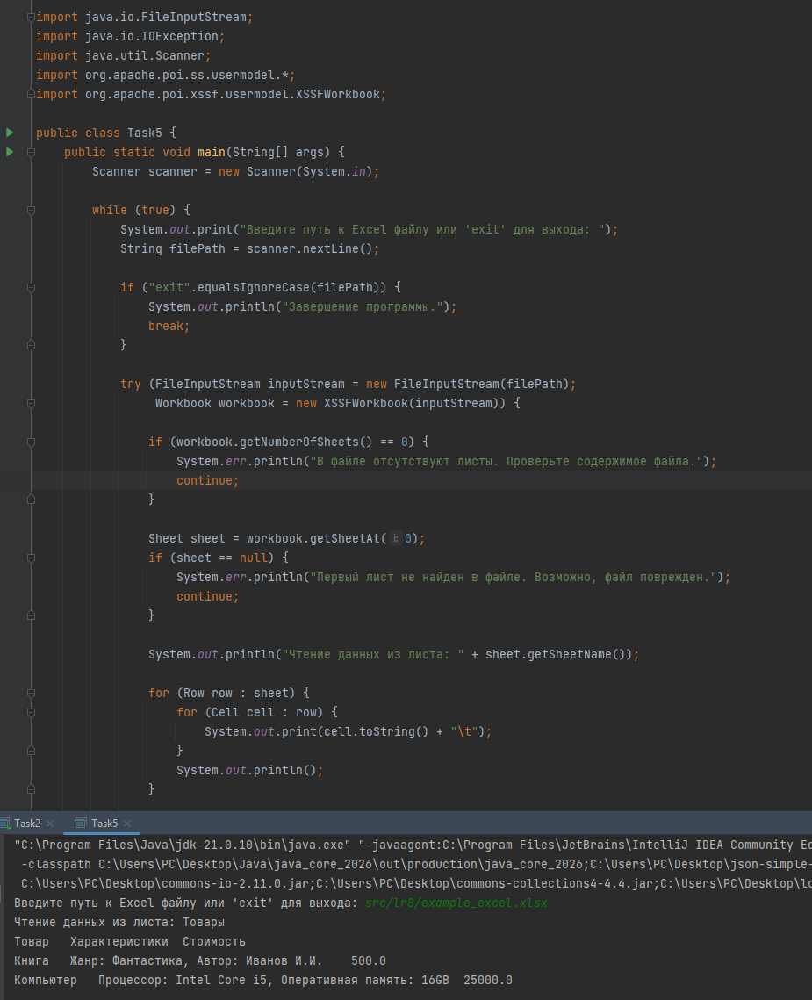 import java.io.FileInputStream;
import java.io.IOException;
import java.util.Scanner;
import org.apache.poi.ss.usermodel.*;
import org.apache.poi.xssf.usermodel.XSSFWorkbook;
public class Task5 {
public static void main(String[] args) {
Scanner scanner = new Scanner(System.in);
while (true) {
System.out.print("Введите путь к Excel файлу или 'exit' для выхода: ");
String filePath = scanner.nextLine();
if ("exit".equalsIgnoreCase(filePath)) {
System.out.println("Завершение программы.");
break;
}
try (FileInputStream inputStream = new FileInputStream(filePath);
Workbook workbook = new XSSFWorkbook(inputStream)) {
if (workbook.getNumberOfSheets() == 0) {
System.err.println("В файле отсутствуют листы. Проверьте содержимое файла.");
continue;
}
Sheet sheet = workbook.getSheetAt( i: 0);
if (sheet == null) {
System.err.println("Первый лист не найден в файле. Возможно, файл поврежден.");
continue;
}
System.out.println("Чтение данных из листа: " + sheet.getSheetName());
for (Row row : sheet) {
for (Cell cell : row) {
System.out.print(cell.toString() + "\t");
}
System.out.println();
}
Task2 Task5
"C:\Program Files\Java\jdk-21.0.10\bin\java.exe" "-javaagent:C:\Program Files\JetBrains\IntelliJ IDEA Community Ed
-classpath C:\Users\PC\Desktop\Java\java_core_2026\out\production\java_core_2026;C:\Users\PC\Desktop\json-simple-
C:\Users\PC\Desktop\commons-io-2.11.0.jar;C:\Users\PC\Desktop\commons-collections4-4.4.jar;C:\Users\PC\Desktop\lo
Введите путь к Excel файлу или 'exit' для выхода: src/lr8/example_excel.xlsx
Чтение данных из листа: Товары
Товар Характеристики Стоимость
Книга Жанр: Фантастика, Автор: Иванов И.И. 500.0
Компьютер Процессор: Intel Core i5, Оперативная память: 16GB 25000.0